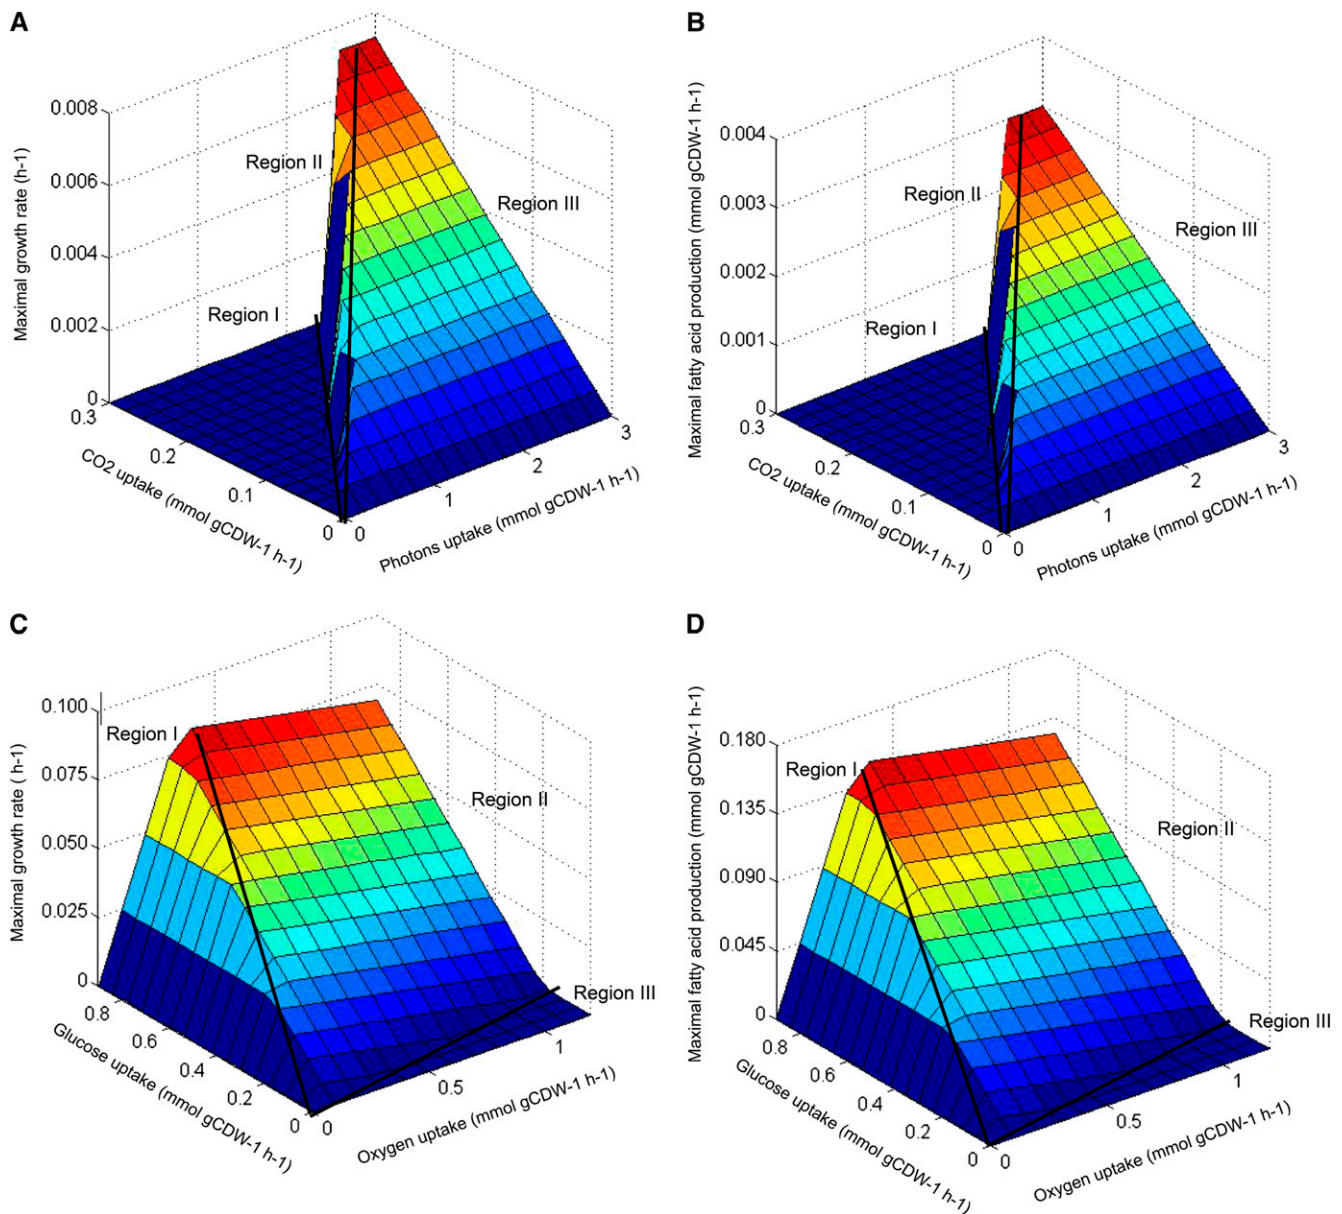 A
Maximal growth rate (h-1)
0.008
0.006
0.004
0.002
0
0.3
0.2
0.1
0
0
1
2
3
CO2 uptake (mmol gCDW-1 h-1)
Photons uptake (mmol gCDW-1 h-1)
Region I
Region II
Region III
B
Maximal fatty acid production (mmol gCDW-1 h-1)
0.004
0.003
0.002
0.001
0
0.3
0.2
0.1
0
0
1
2
3
CO2 uptake (mmol gCDW-1 h-1)
Photons uptake (mmol gCDW-1 h-1)
Region I
Region II
Region III
C
Maximal growth rate ( h-1)
0.100
0.075
0.050
0.025
0
0.8
0.6
0.4
0.2
0
0
0.5
1
Glucose uptake (mmol gCDW-1 h-1)
Oxygen uptake (mmol gCDW-1 h-1)
Region I
Region II
Region III
D
Maximal fatty acid production (mmol gCDW-1 h-1)
0.180
0.135
0.090
0.045
0
0.8
0.6
0.4
0.2
0
0
0.5
1
Glucose uptake (mmol gCDW-1 h-1)
Oxygen uptake (mmol gCDW-1 h-1)
Region I
Region II
Region III